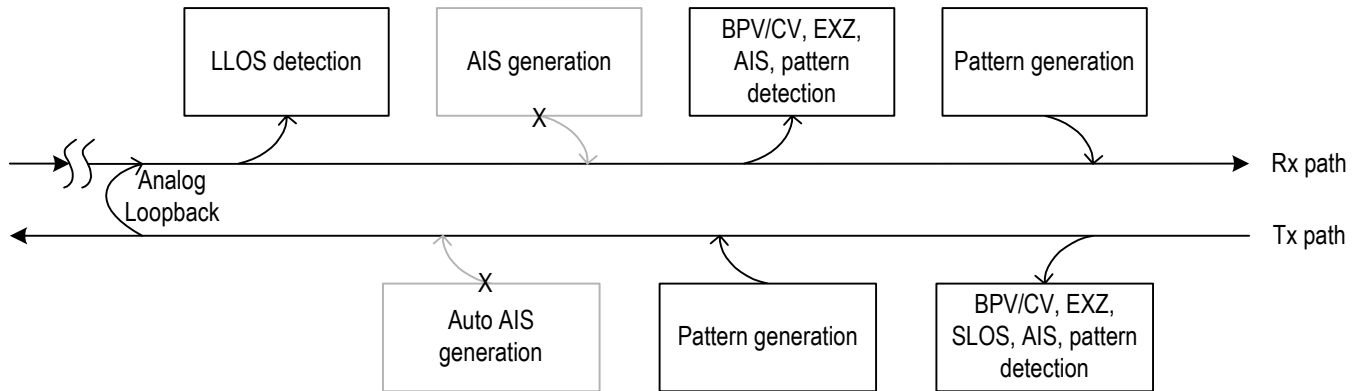 LLOS detection
AIS generation
BPV/CV, EXZ,
AIS, pattern
detection
Pattern generation
X
Rx path
Analog
Loopback
Tx path
X
Auto AIS
generation
Pattern generation
BPV/CV, EXZ,
SLOS, AIS, pattern
detection